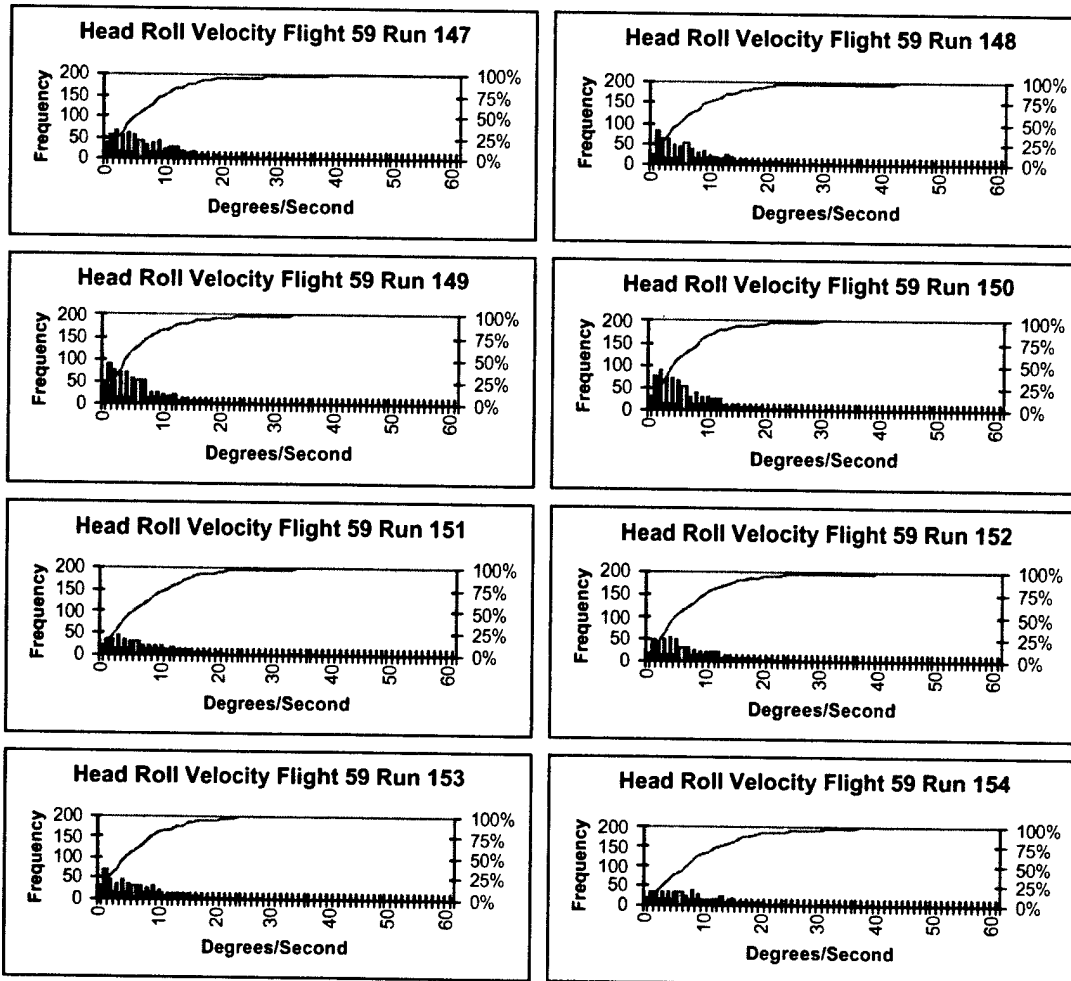 Head Roll Velocity Flight 59 Run 147
Frequency
200
150
100
50
0
100%
75%
50%
25%
0%
0 10 20 30 40 50 60
Degrees/Second
Head Roll Velocity Flight 59 Run 148
Frequency
200
150
100
50
0
100%
75%
50%
25%
0%
0 10 20 30 40 50 60
Degrees/Second
Head Roll Velocity Flight 59 Run 149
Frequency
200
150
100
50
0
100%
75%
50%
25%
0%
0 10 20 30 40 50 60
Degrees/Second
Head Roll Velocity Flight 59 Run 150
Frequency
200
150
100
50
0
100%
75%
50%
25%
0%
0 10 20 30 40 50 60
Degrees/Second
Head Roll Velocity Flight 59 Run 151
Frequency
200
150
100
50
0
100%
75%
50%
25%
0%
0 10 20 30 40 50 60
Degrees/Second
Head Roll Velocity Flight 59 Run 152
Frequency
200
150
100
50
0
100%
75%
50%
25%
0%
0 10 20 30 40 50 60
Degrees/Second
Head Roll Velocity Flight 59 Run 153
Frequency
200
150
100
50
0
100%
75%
50%
25%
0%
0 10 20 30 40 50 60
Degrees/Second
Head Roll Velocity Flight 59 Run 154
Frequency
200
150
100
50
0
100%
75%
50%
25%
0%
0 10 20 30 40 50 60
Degrees/Second